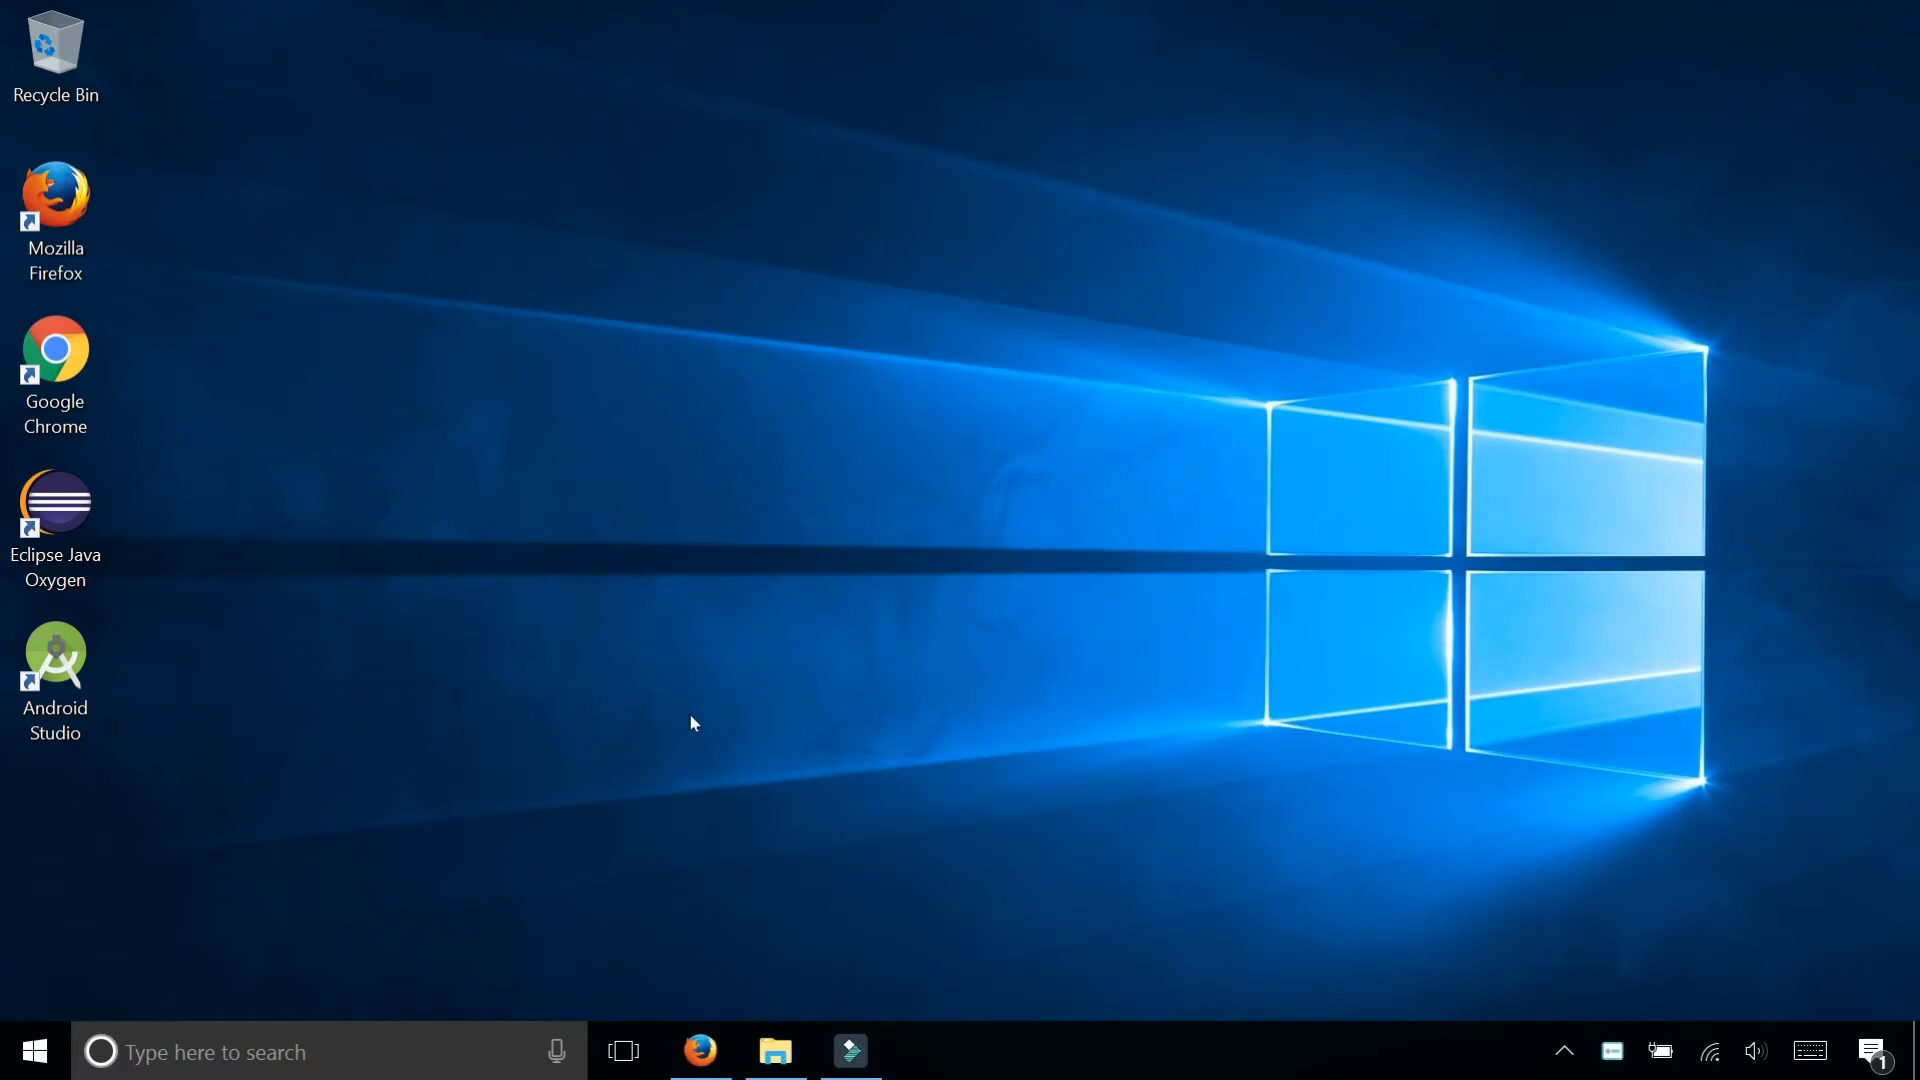 Recycle Bin
Mozilla
Firefox
Google
Chrome
Eclipse Java
Oxygen
Android
Studio
Type here to search
1